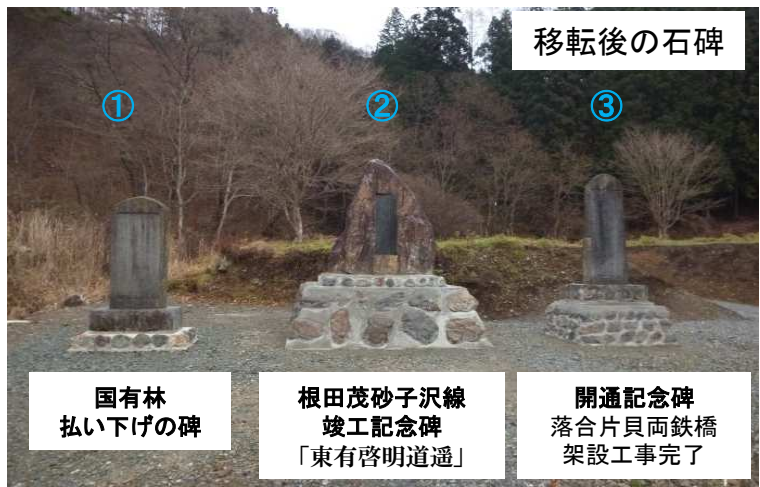 移転後の石碑
①
②
③
国有林
払い下げの碑
根田茂砂子沢線
竣工記念碑
「東有啓明道遥」
開通記念碑
落合片貝両鉄橋
架設工事完了